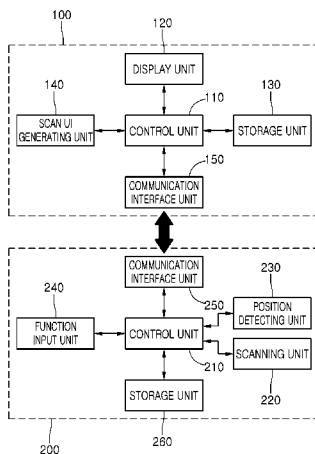 100
120
DISPLAY UNIT
140
110
130
SCAN UI
GENERATING UNIT
CONTROL UNIT
STORAGE UNIT
150
COMMUNICATION
INTERFACE UNIT
COMMUNICATION
INTERFACE UNIT
230
240
250
POSITION
DETECTING UNIT
FUNCTION
INPUT UNIT
CONTROL UNIT
210
SCANNING UNIT
220
STORAGE UNIT
200
260